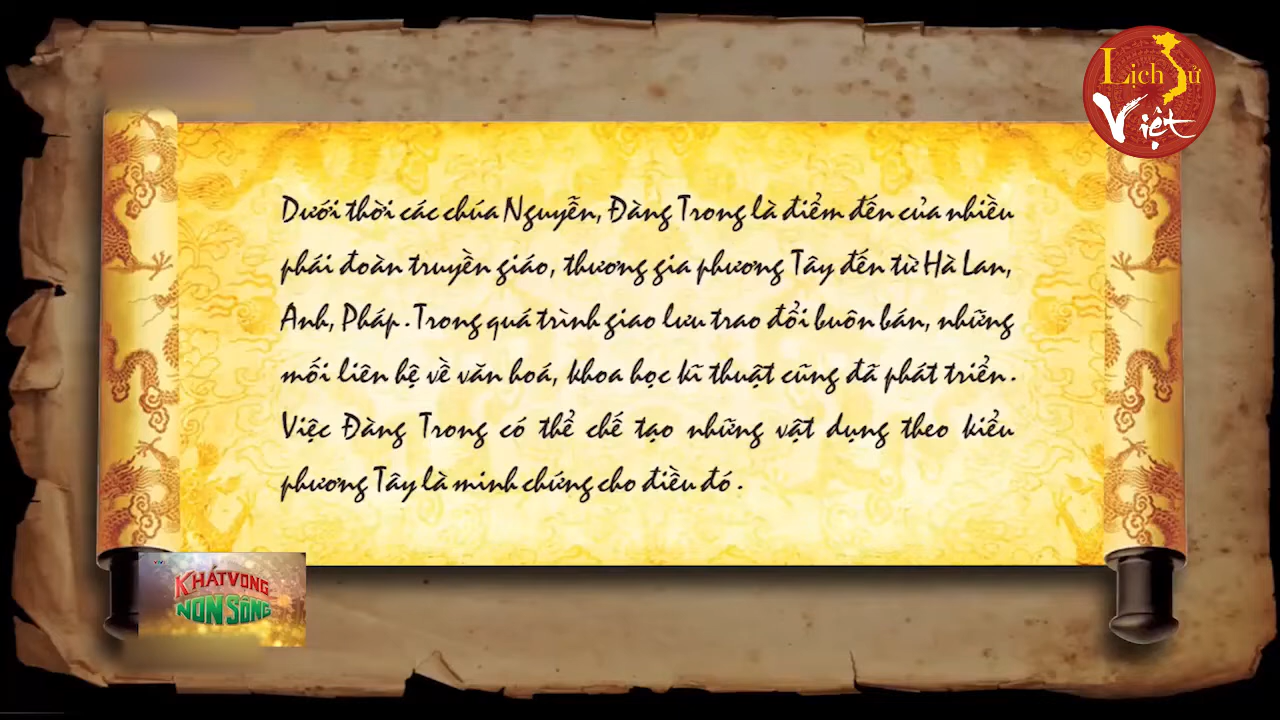 Lịch Sử
Việt
Dưới thời các chúa Nguyễn, Đàng Trong là điểm đến của nhiều
phái đoàn truyền giáo, thương gia phương Tây đến từ Hà Lan,
Anh, Pháp. Trong quá trình giao lưu trao đổi buôn bán, những
mối liên hệ về văn hoá, khoa học kĩ thuật cũng đã phát triển.
Việc Đàng Trong có thể chế tạo những vật dụng theo kiểu
phương Tây là minh chứng cho điều đó.
KHÁT VỌNG
NON SÔNG